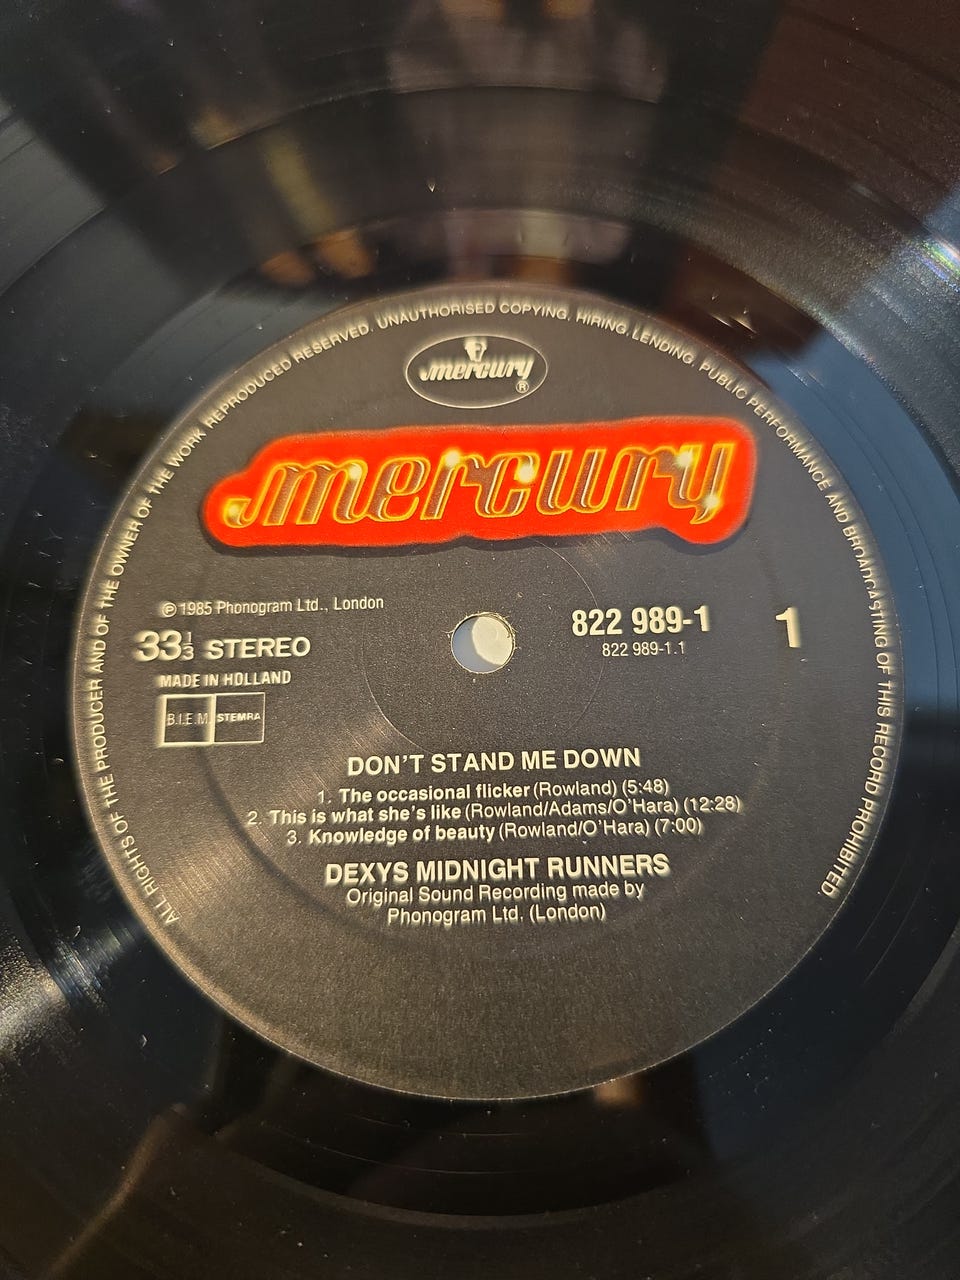 ALL RIGHTS OF THE PRODUCER AND OF THE OWNER OF THE WORK REPRODUCED RESERVED. UNAUTHORISED COPYING, HIRING, LENDING, PUBLIC PERFORMANCE AND BROADCASTING OF THIS RECORD PROHIBITED
mercury ®
mercury
℗ 1985 Phonogram Ltd., London
33⅓ STEREO
MADE IN HOLLAND
B.I.E.M. STEMRA
822 989-1
822 989-1.1
1
DON'T STAND ME DOWN
1. The occasional flicker (Rowland) (5:48)
2. This is what she's like (Rowland/Adams/O'Hara) (12:28)
3. Knowledge of beauty (Rowland/O'Hara) (7:00)
DEXYS MIDNIGHT RUNNERS
Original Sound Recording made by
Phonogram Ltd. (London)